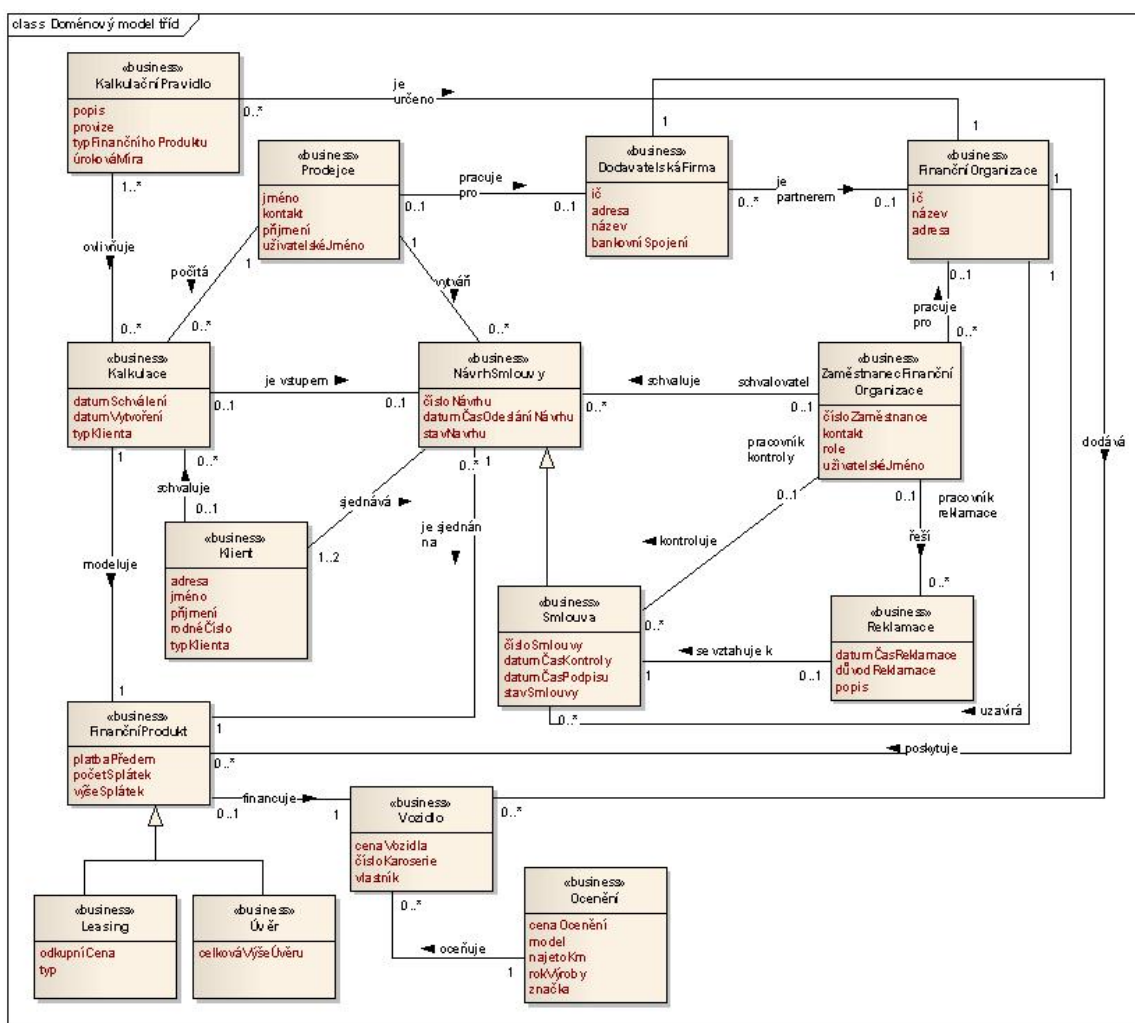 class Doménový model tříd
«business»
KalkulačníPravidlo
popis
provize
typFinančníhoProduktu
úrokováMíra
0..*
je
určeno
1
«business»
Prodejce
jméno
kontakt
příjmení
uživatelskéJméno
pracuje
pro
0..1
0..1
«business»
DodavatelskáFirma
ič
adresa
název
bankovníSpojení
1
je
partnerem
0..*
0..1
«business»
FinančníOrganizace
ič
název
adresa
1
1
1..*
ovlivňuje
0..*
počítá
1
0..*
1
vytváří
0..*
0..1
pracuje
pro
0..*
«business»
Kalkulace
datumSchválení
datumVytvoření
typKlienta
je vstupem
0..1
0..1
«business»
NávrhSmlouvy
čísloNávrhu
datumČasOdesláníNávrhu
stavNavrhu
schvaluje
schvalovatel
0..*
0..1
«business»
ZaměstnanecFinanční
Organizace
čísloZaměstnance
kontakt
role
uživatelskéJméno
dodává
1
0..*
schvaluje
0..1
sjednává
1..2
0..*
1
je sjednán
na
pracovník
kontroly
0..1
kontroluje
0..*
0..1
pracovník
reklamace
řeší
0..*
«business»
Klient
adresa
jméno
příjmení
rodnéČíslo
typKlienta
modeluje
1
«business»
Smlouva
čísloSmlouvy
datumČasKontroly
datumČasPodpisu
stavSmlouvy
se vztahuje k
1
0..1
«business»
Reklamace
datumČasReklamace
důvodReklamace
popis
0..*
uzavírá
«business»
FinančníProdukt
platbaPředem
početSplátek
výšeSplátek
1
0..*
poskytuje
0..1
financuje
1
«business»
Vozidlo
cenaVozidla
čísloKaroserie
vlastník
0..*
0..*
oceňuje
1
«business»
Ocenění
cenaOcenění
model
najetoKm
rokVýroby
značka
«business»
Leasing
odkupníCena
typ
«business»
Úvěr
celkováVýšeÚvěru